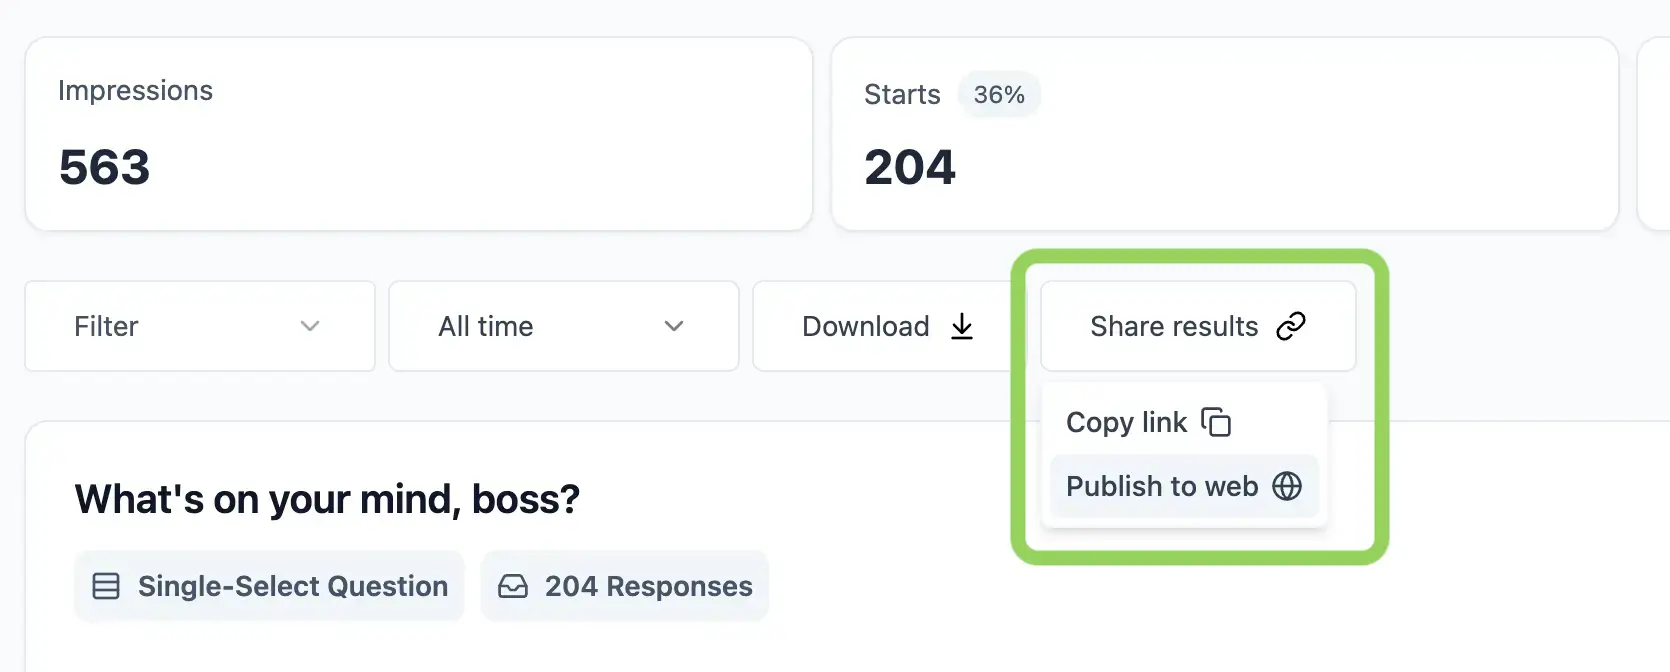 Impressions
563
Starts 36%
204
Filter
All time
Download
Share results
Copy link
Publish to web
What's on your mind, boss?
Single-Select Question
204 Responses